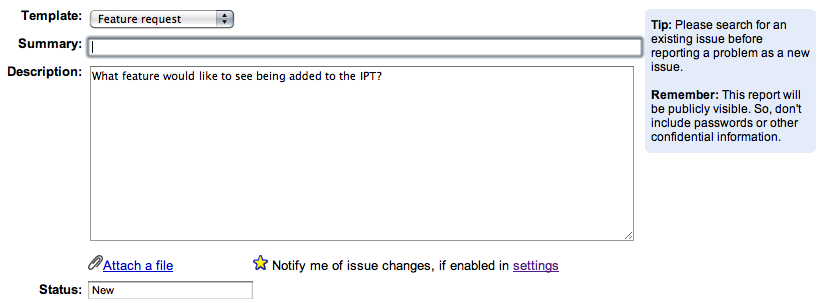 Template: Feature request
Summary:
Description: What feature would like to see being added to the IPT?
Attach a file Notify me of issue changes, if enabled in settings
Status: New
Tip: Please search for an
existing issue before
reporting a problem as a new
issue.
Remember: This report will
be publicly visible. So, don't
include passwords or other
confidential information.